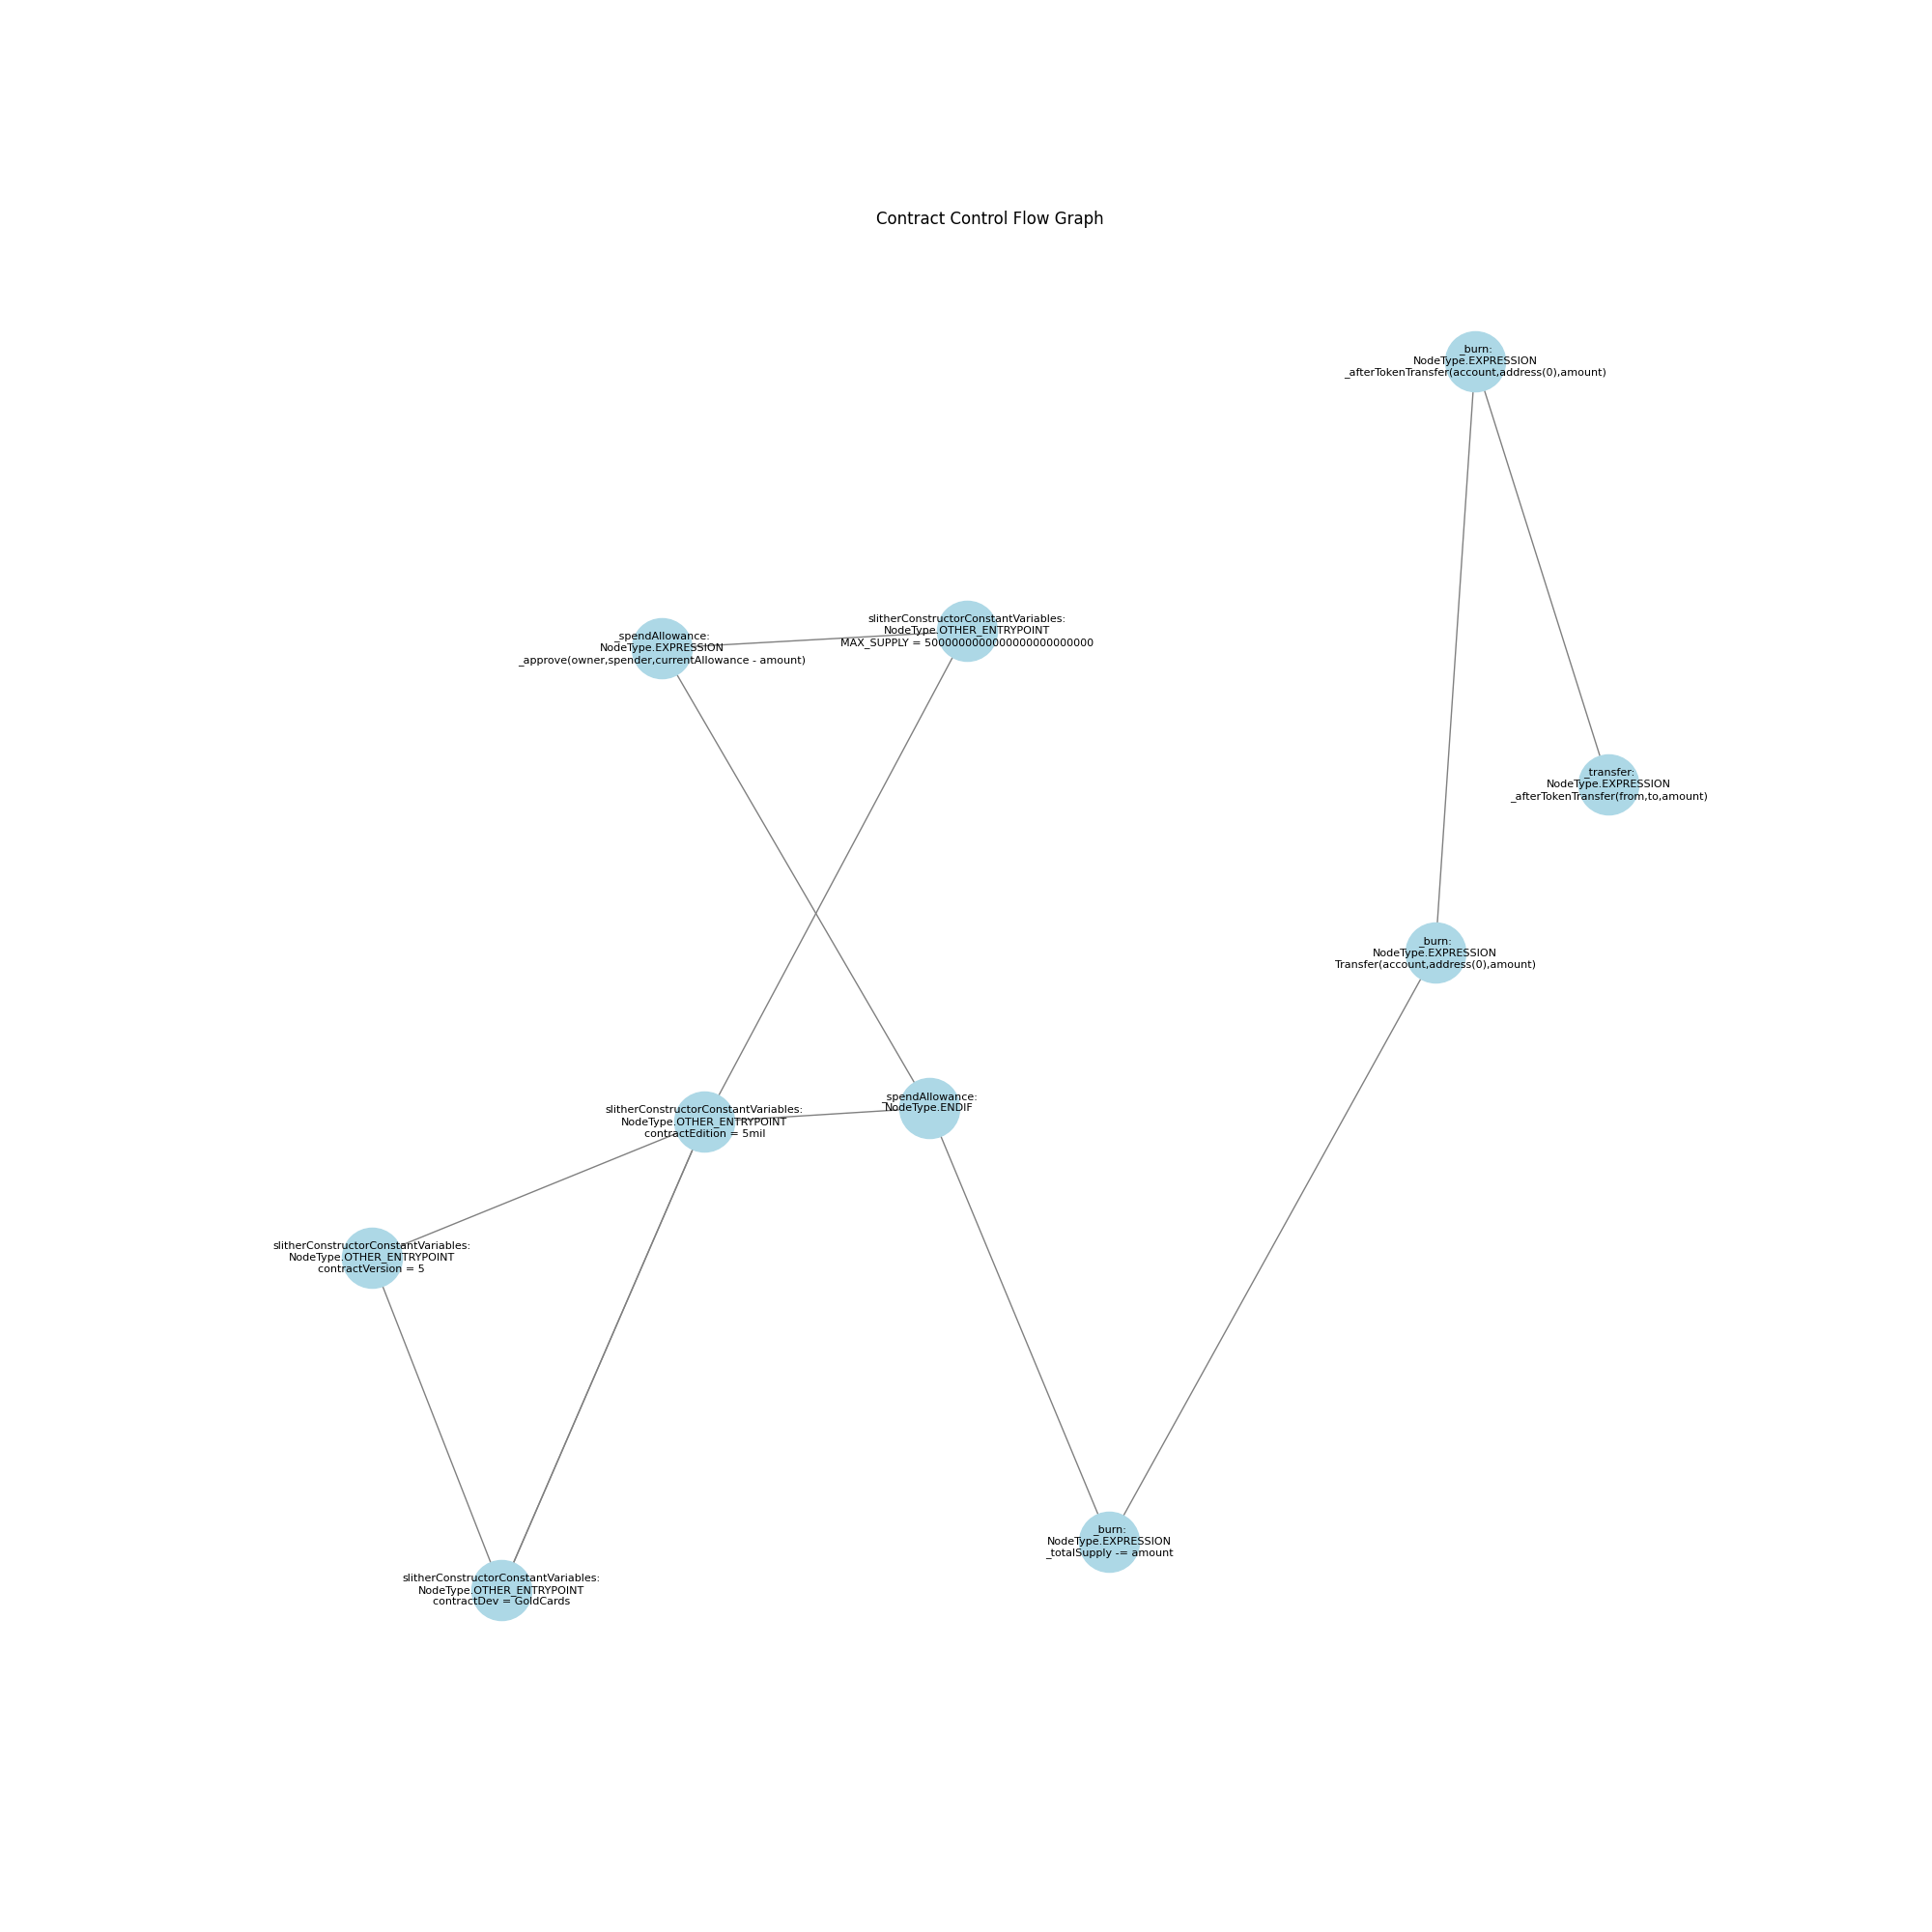 Contract Control Flow Graph
_burn:
NodeType.EXPRESSION
_afterTokenTransfer(account,address(0),amount)
slitherConstructorConstantVariables:
NodeType.OTHER_ENTRYPOINT
MAX_SUPPLY = 5000000000000000000000000
_spendAllowance:
NodeType.EXPRESSION
_approve(owner,spender,currentAllowance - amount)
_transfer:
NodeType.EXPRESSION
_afterTokenTransfer(from,to,amount)
_burn:
NodeType.EXPRESSION
Transfer(account,address(0),amount)
_spendAllowance:
NodeType.ENDIF
slitherConstructorConstantVariables:
NodeType.OTHER_ENTRYPOINT
contractEdition = 5mil
slitherConstructorConstantVariables:
NodeType.OTHER_ENTRYPOINT
contractVersion = 5
_burn:
NodeType.EXPRESSION
_totalSupply -= amount
slitherConstructorConstantVariables:
NodeType.OTHER_ENTRYPOINT
contractDev = GoldCards